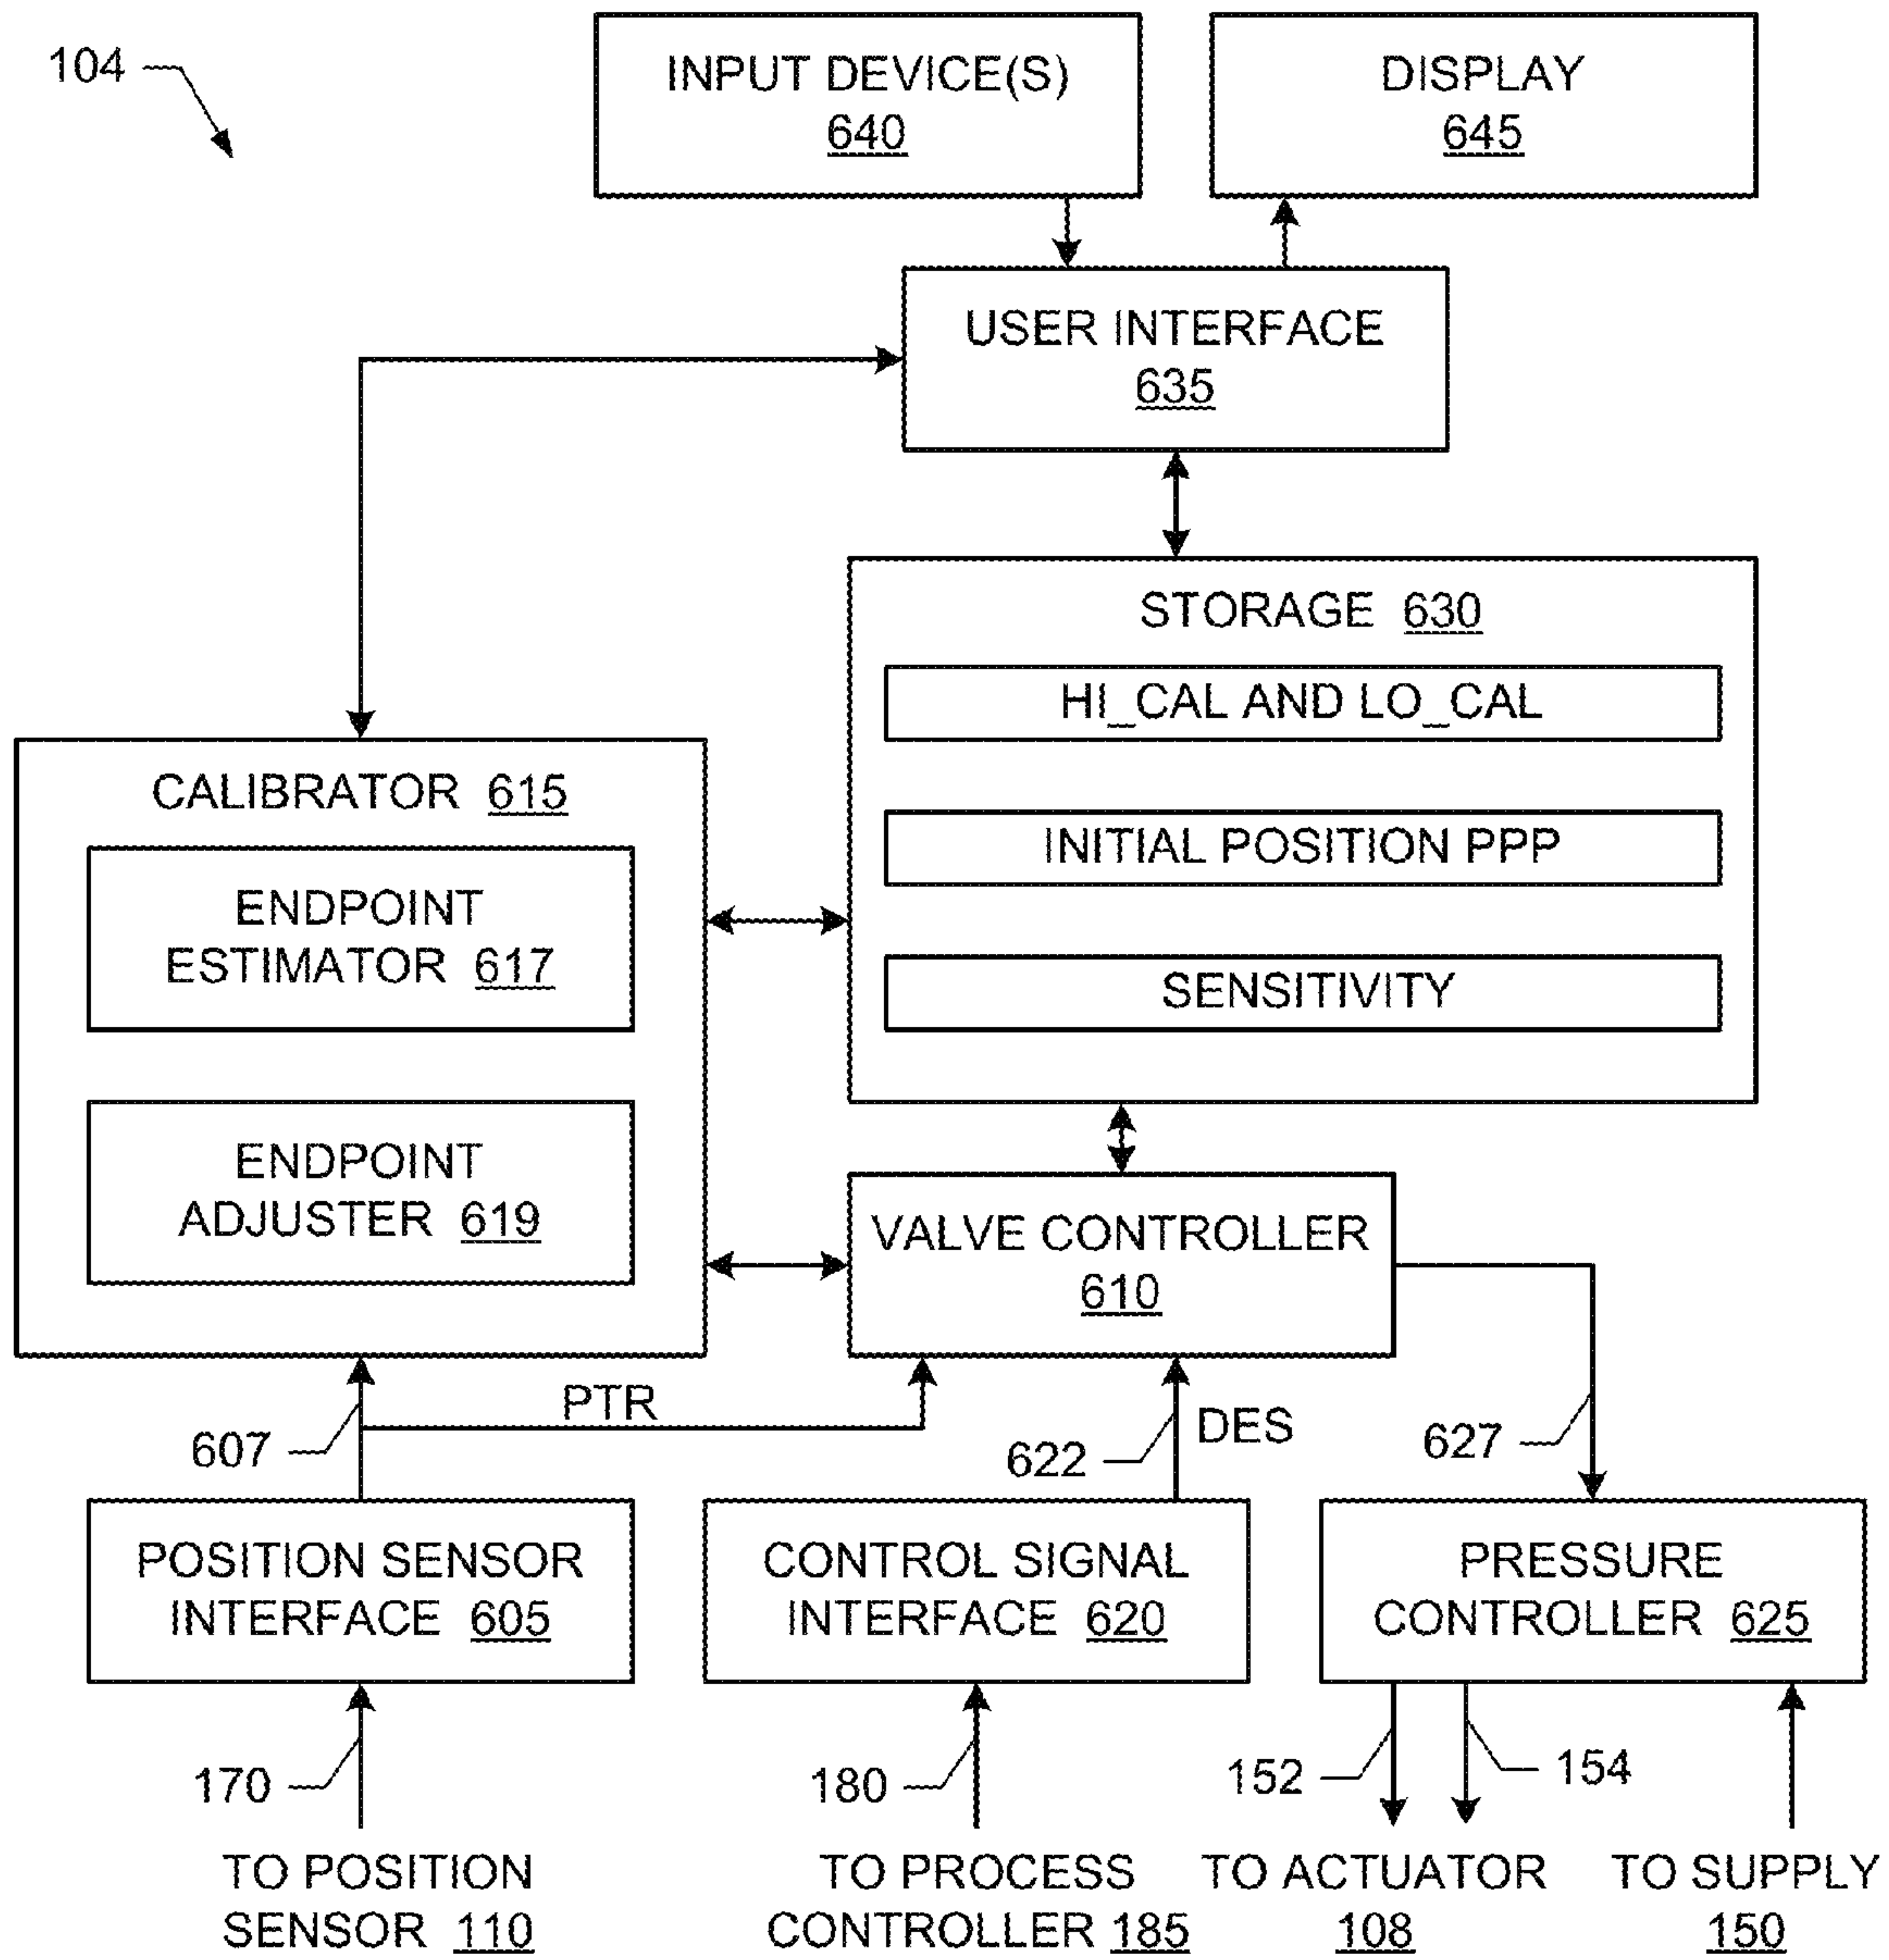 104
INPUT DEVICE(S)
640
DISPLAY
645
USER INTERFACE
635
STORAGE 630
HI_CAL AND LO_CAL
INITIAL POSITION PPP
SENSITIVITY
CALIBRATOR 615
ENDPOINT
ESTIMATOR 617
ENDPOINT
ADJUSTER 619
VALVE CONTROLLER
610
PTR
607
622
DES
627
POSITION SENSOR
INTERFACE 605
CONTROL SIGNAL
INTERFACE 620
PRESSURE
CONTROLLER 625
170
180
152
154
TO POSITION
SENSOR 110
TO PROCESS
CONTROLLER 185
TO ACTUATOR
108
TO SUPPLY
150